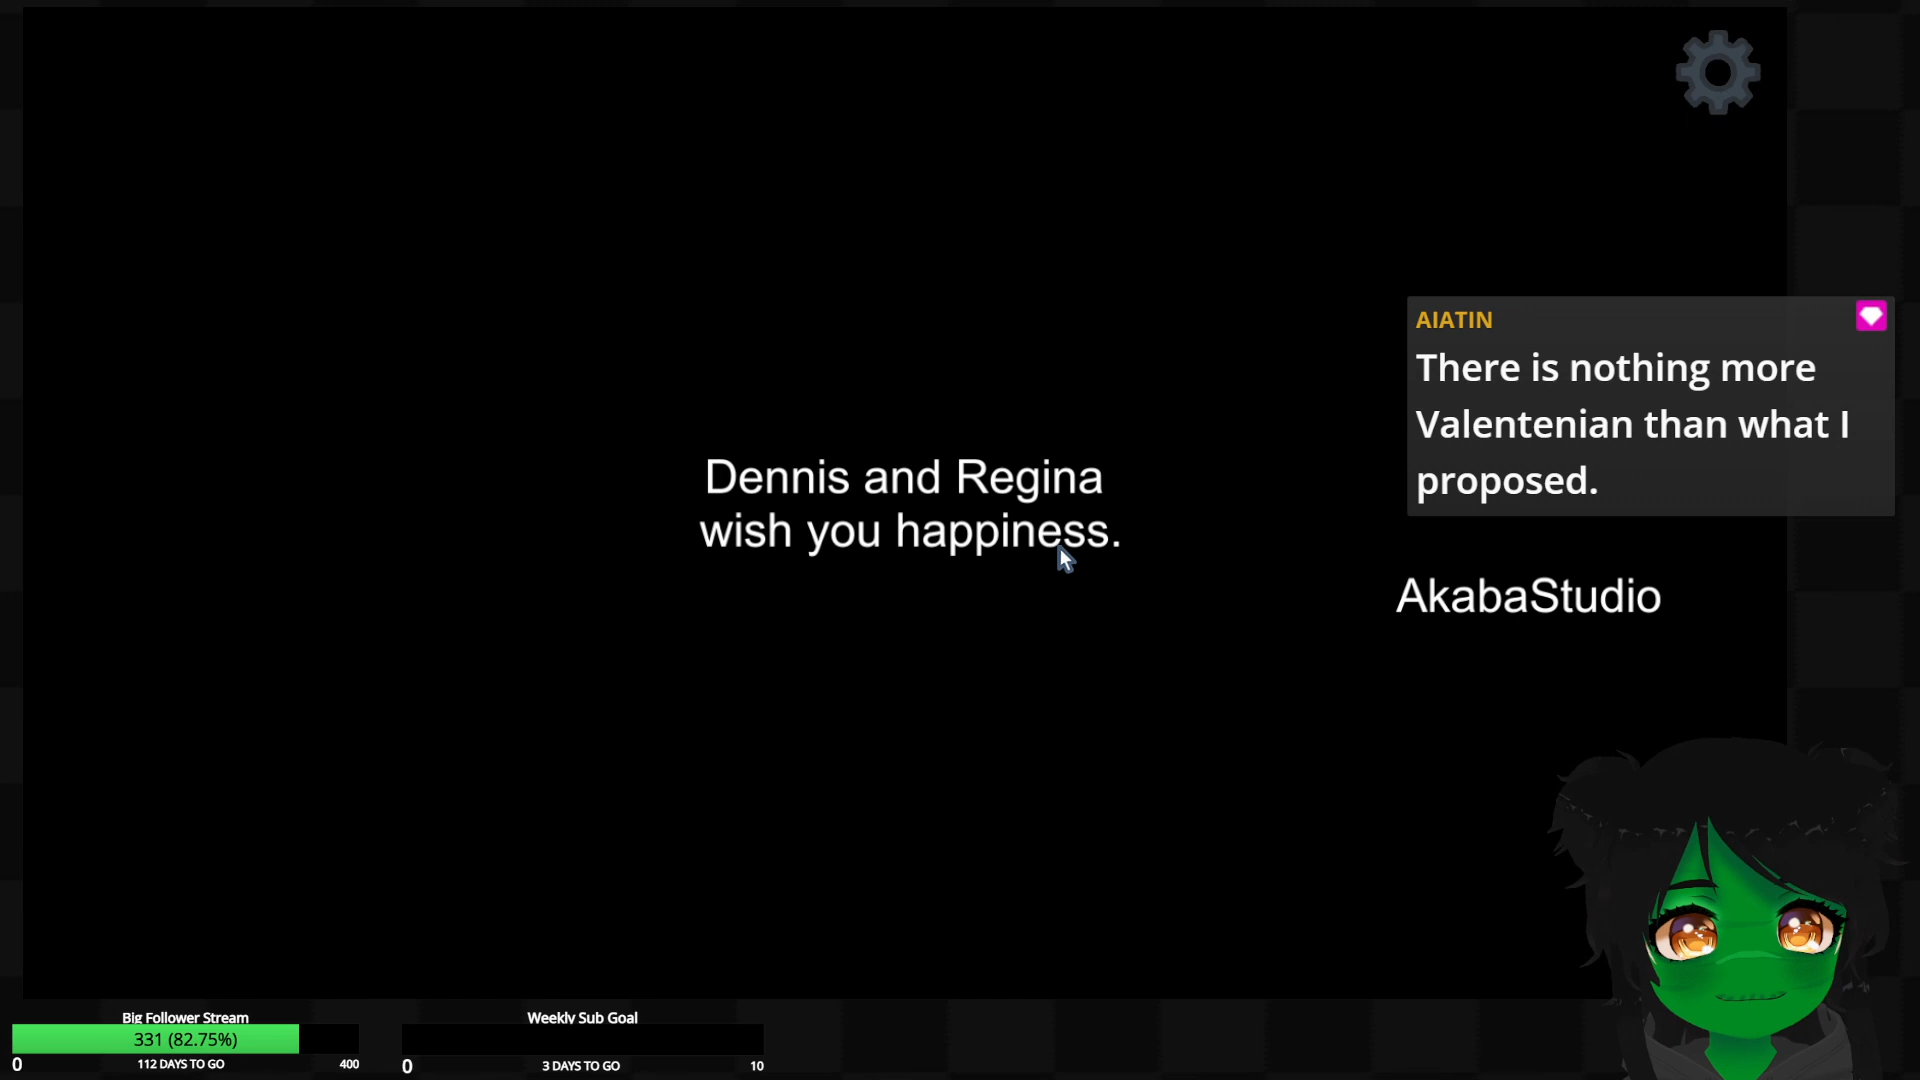 AIATIN
There is nothing more
Valentenian than what I
proposed.
Dennis and Regina
wish you happiness.
AkabaStudio
Big Follower Stream
331 (82.75%)
0
112 DAYS TO GO
400
Weekly Sub Goal
0
3 DAYS TO GO
10